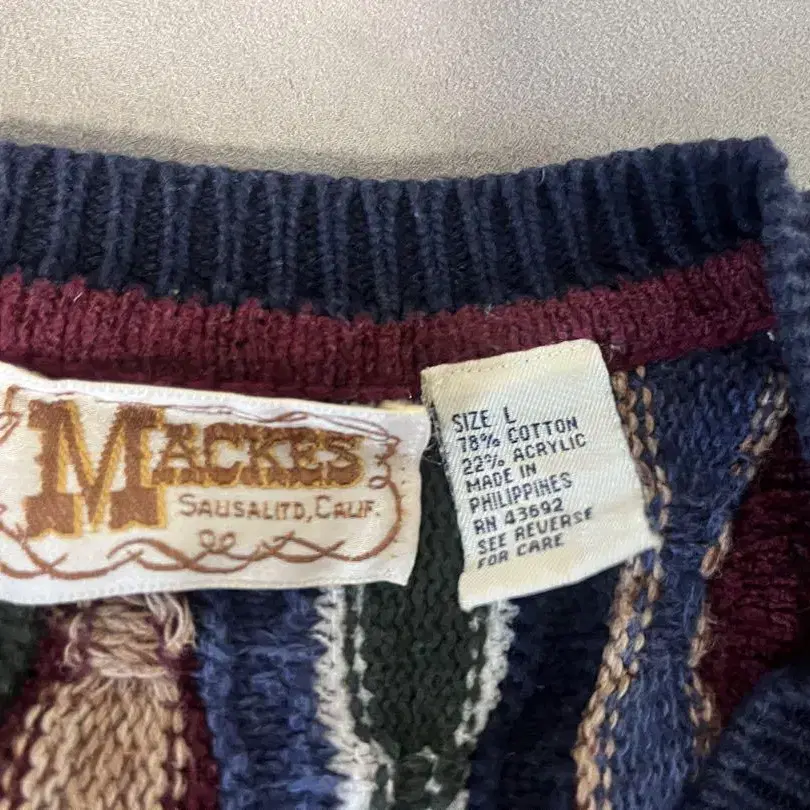 MACKES
SAUSALITO, CALIF.
SIZE L
78% COTTON
22% ACRYLIC
MADE IN
PHILIPPINES
RN 43692
SEE REVERSE
FOR CARE